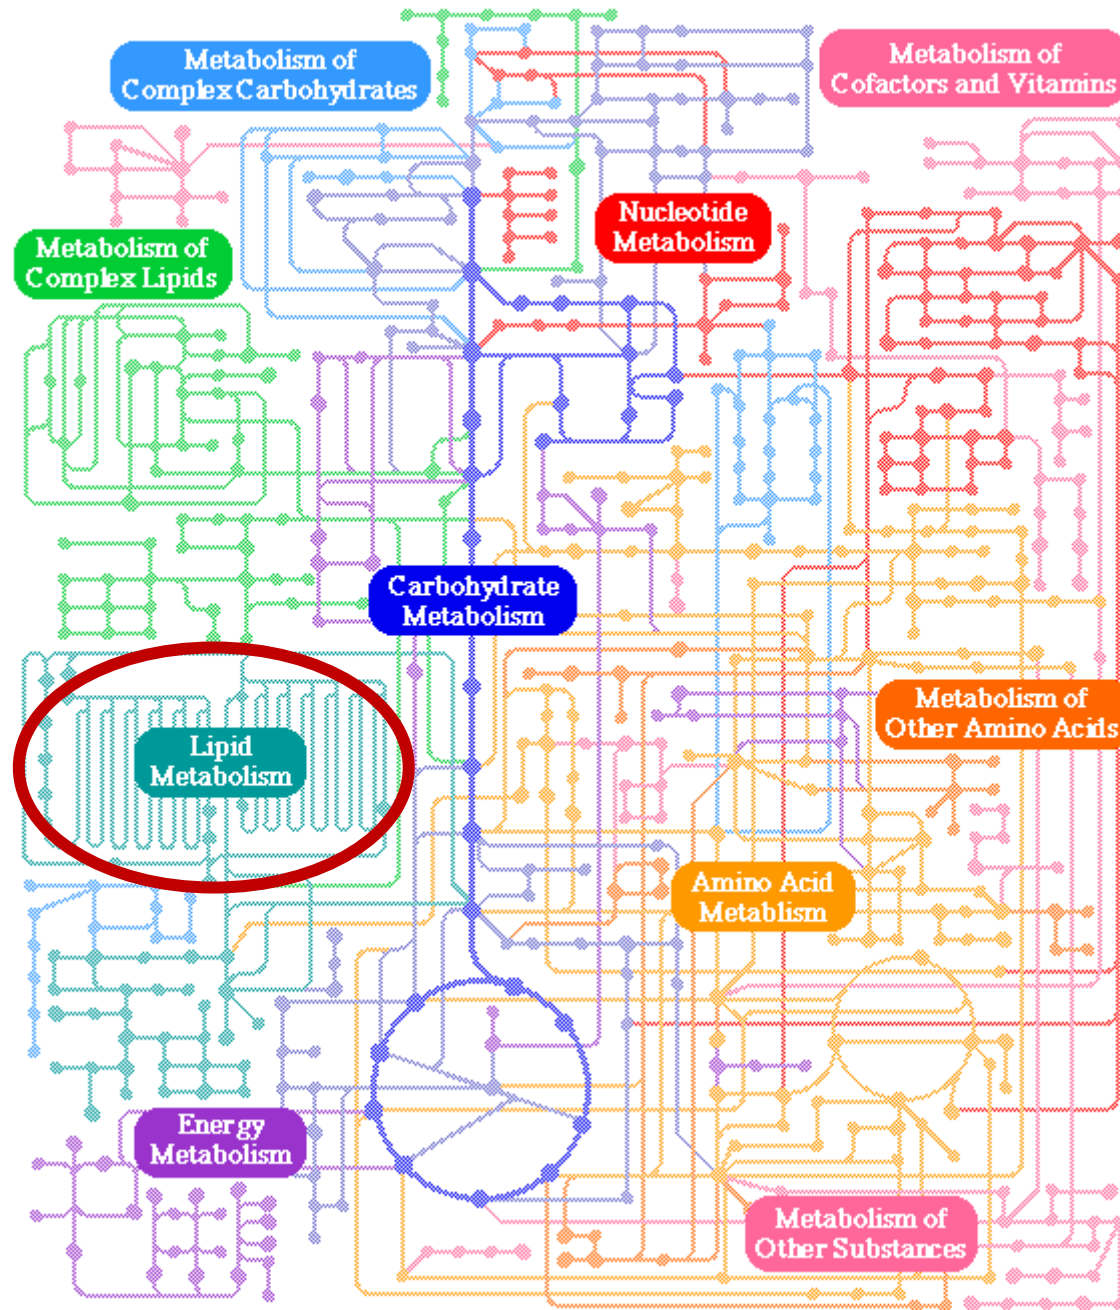 Metabolism of
Complex Carbohydrates
Metabolism of
Cofactors and Vitamins
Nucleotide
Metabolism
Metabolism of
Complex Lipids
Carbohydrate
Metabolism
Metabolism of
Other Amino Acids
Lipid
Metabolism
Amino Acid
Metablism
Energy
Metabolism
Metabolism of
Other Substances